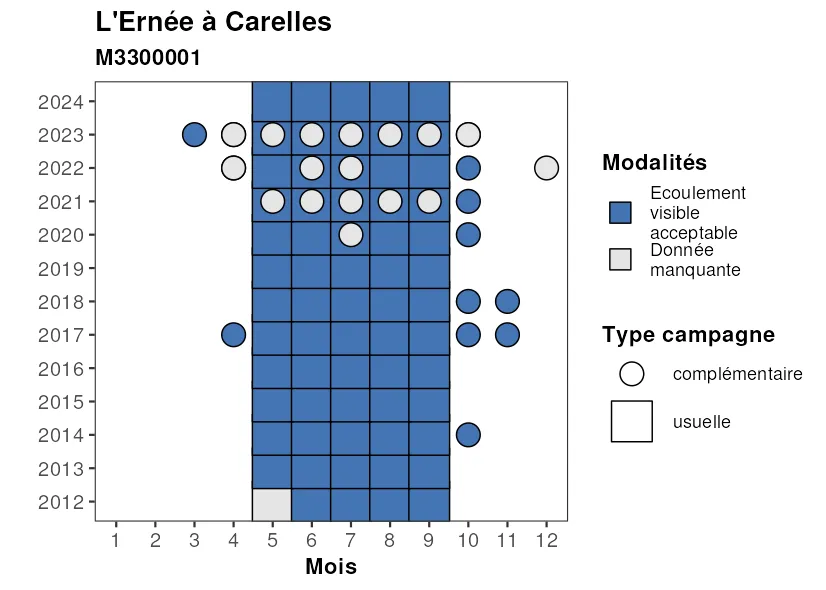 L'Ernée à Carelles
M3300001
2024
2023
2022
2021
2020
2019
2018
2017
2016
2015
2014
2013
2012
1 2 3 4 5 6 7 8 9 10 11 12
Mois
Modalités
Ecoulement
visible
acceptable
Donnée
manquante
Type campagne
complémentaire
usuelle